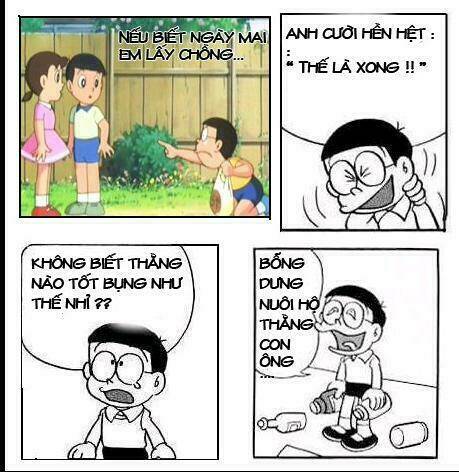 NẾU BIẾT NGÀY MAI
EM LẤY CHỒNG...
ANH CƯỜI HỀN HỆT :
:
“ THẾ LÀ XONG !! ”
KHÔNG BIẾT THẰNG
NÀO TỐT BỤNG NHƯ
THẾ NHỈ ??
BỖNG
DƯNG
NUÔI HỘ
THẰNG
CON
ÔNG
....